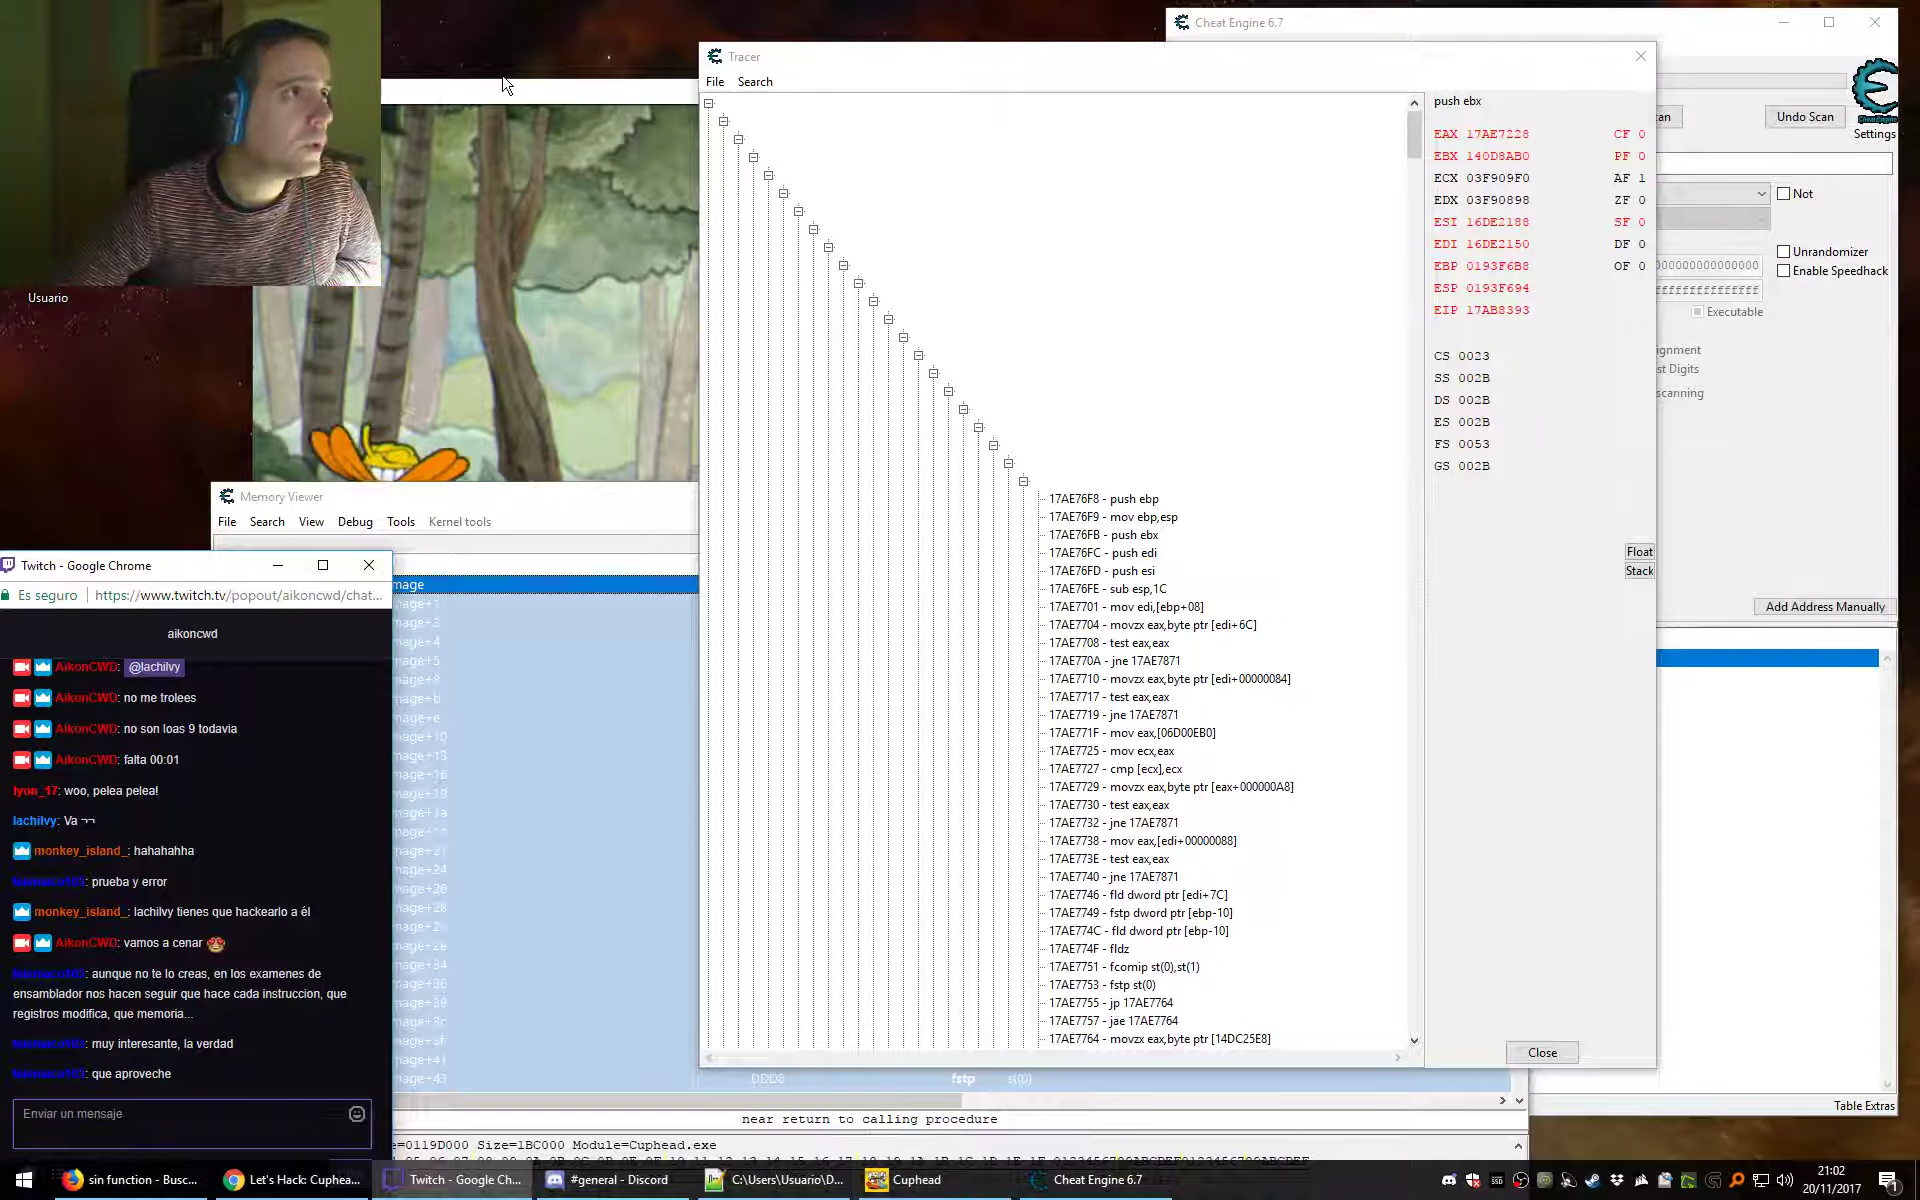 Cheat Engine 6.7
Tracer
File Search
push ebx
EAX 17AE7228 CF 0
EBX 140D8AB0 PF 0
ECX 03F909F0 AF 1
EDX 03F90898 ZF 0
ESI 16DE2188 SF 0
EDI 16DE2150 DF 0
EBP 0193F6B8 OF 0
ESP 0193F694
EIP 17AB8393
CS 0023
SS 002B
DS 002B
ES 002B
FS 0053
GS 002B
Float
Stack
Close
Undo Scan
Cheat Engine
Settings
Not
Unrandomizer
Enable Speedhack
Executable
Add Address Manually
Table Extras
17AE76F8 - push ebp
17AE76F9 - mov ebp,esp
17AE76FB - push ebx
17AE76FC - push edi
17AE76FD - push esi
17AE76FE - sub esp,1C
17AE7701 - mov edi,[ebp+08]
17AE7704 - movzx eax,byte ptr [edi+6C]
17AE7708 - test eax,eax
17AE770A - jne 17AE7871
17AE7710 - movzx eax,byte ptr [edi+00000084]
17AE7717 - test eax,eax
17AE7719 - jne 17AE7871
17AE771F - mov eax,[06D00EB0]
17AE7725 - mov ecx,eax
17AE7727 - cmp [ecx],ecx
17AE7729 - movzx eax,byte ptr [eax+000000A8]
17AE7730 - test eax,eax
17AE7732 - jne 17AE7871
17AE7738 - mov eax,[edi+00000088]
17AE773E - test eax,eax
17AE7740 - jne 17AE7871
17AE7746 - fld dword ptr [edi+7C]
17AE7749 - fstp dword ptr [ebp-10]
17AE774C - fld dword ptr [ebp-10]
17AE774F - fldz
17AE7751 - fcomip st(0),st(1)
17AE7753 - fstp st(0)
17AE7755 - jp 17AE7764
17AE7757 - jae 17AE7764
17AE7764 - movzx eax,byte ptr [14DC25E8]
Usuario
Memory Viewer
File Search View Debug Tools Kernel tools
DDD8 fstp st(0)
near return to calling procedure
=0119D000 Size=1BC000 Module=Cuphead.exe
Twitch - Google Chrome
Es seguro https://www.twitch.tv/popout/aikoncwd/chat...
aikoncwd
AikonCWD: @lachilvy
AikonCWD: no me trolees
AikonCWD: no son loas 9 todavia
AikonCWD: falta 00:01
lyon_17: woo, pelea pelea!
lachilvy: Va ¬¬
monkey_island_: hahahahha
prueba y error
monkey_island_: lachilvy tienes que hackearlo a él
AikonCWD: vamos a cenar
aunque no te lo creas, en los examenes de
ensamblador nos hacen seguir que hace cada instruccion, que
registros modifica, que memoria...
muy interesante, la verdad
que aproveche
Enviar un mensaje
sin function - Busc...
Let's Hack: Cuphea...
Twitch - Google Ch...
#general - Discord
C:\Users\Usuario\D...
Cuphead
Cheat Engine 6.7
21:02
20/11/2017